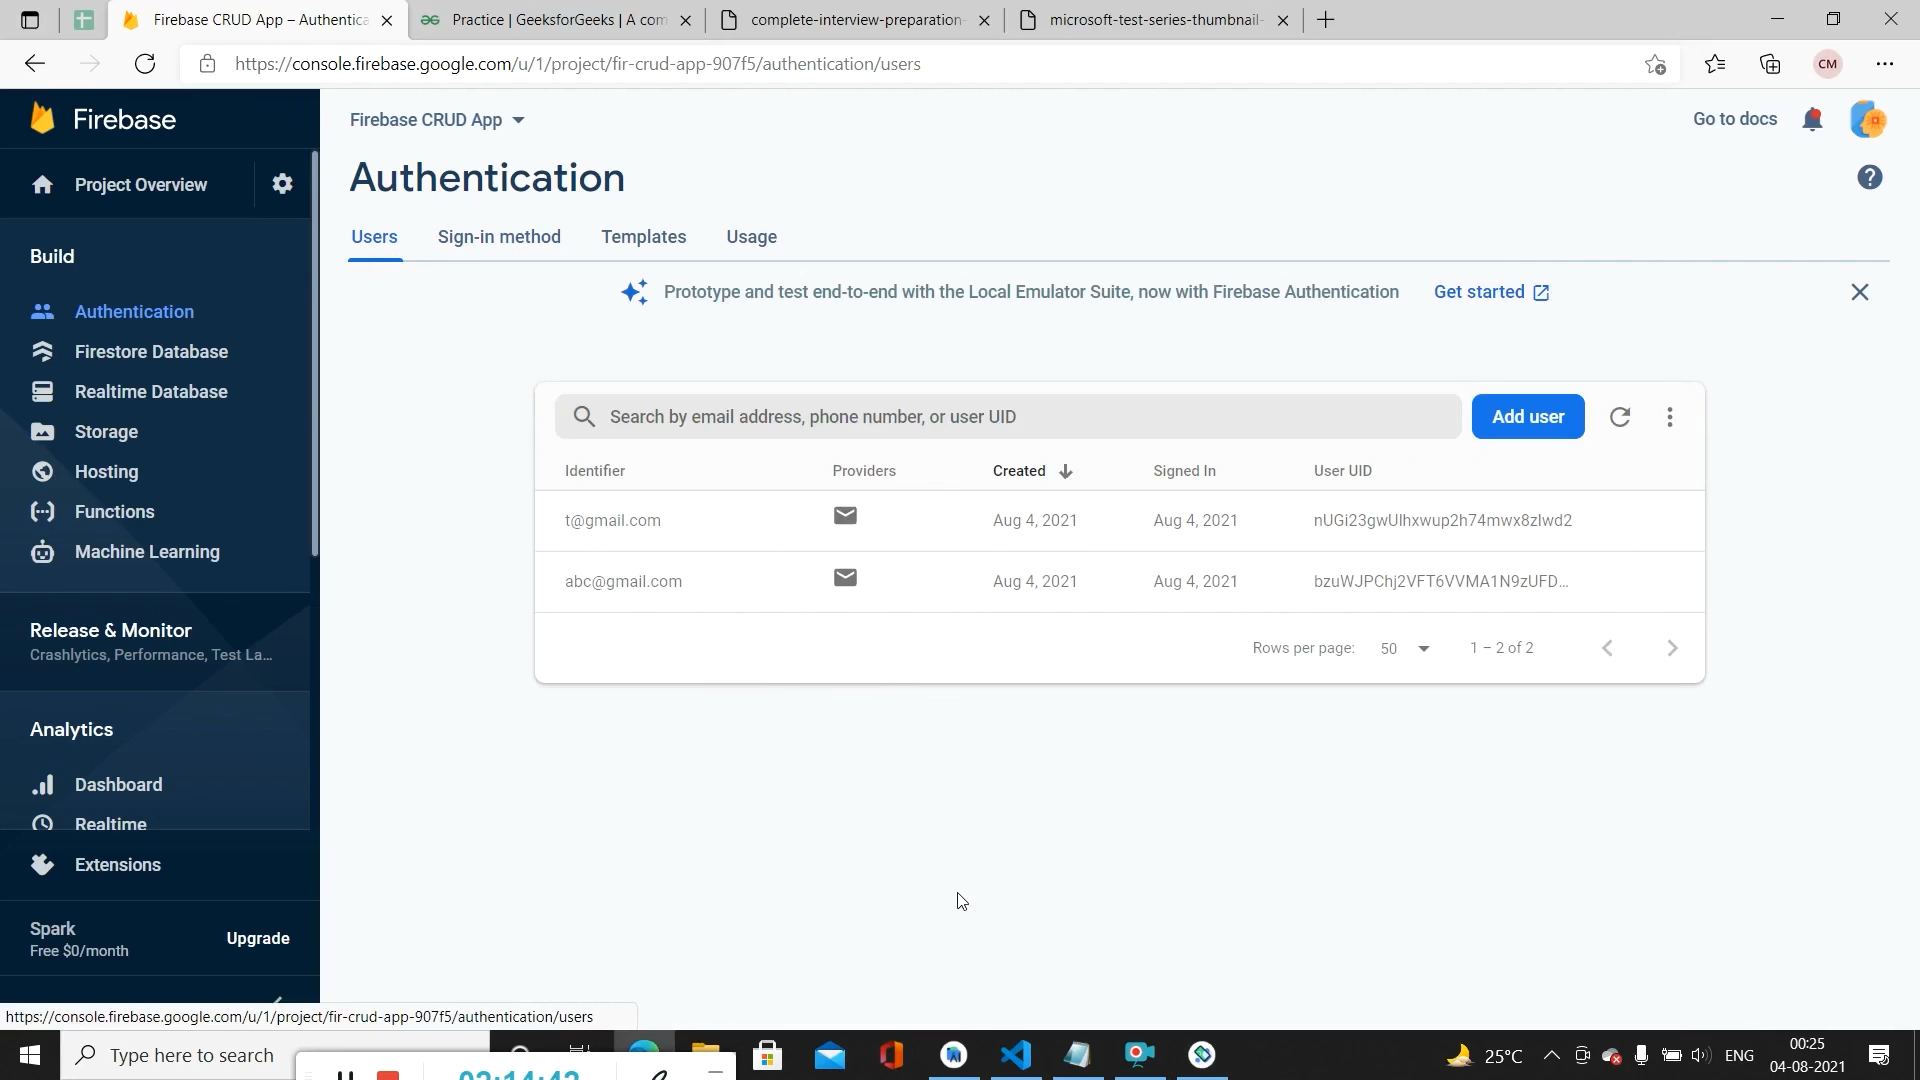 Firebase CRUD App – Authentica
Practice | GeeksforGeeks | A com
complete-interview-preparation-
microsoft-test-series-thumbnail-
https://console.firebase.google.com/u/1/project/fir-crud-app-907f5/authentication/users
CM
Firebase
Firebase CRUD App
Go to docs
Project Overview
Authentication
Users
Sign-in method
Templates
Usage
Build
Prototype and test end-to-end with the Local Emulator Suite, now with Firebase Authentication
Get started
Authentication
Firestore Database
Realtime Database
Storage
Hosting
Functions
Machine Learning
Search by email address, phone number, or user UID
Add user
Identifier
Providers
Created
Signed In
User UID
t@gmail.com
Aug 4, 2021
Aug 4, 2021
nUGi23gwUlhxwup2h74mwx8zlwd2
abc@gmail.com
Aug 4, 2021
Aug 4, 2021
bzuWJPChj2VFT6VVMA1N9zUFD...
Rows per page:
50
1 – 2 of 2
Release & Monitor
Crashlytics, Performance, Test La...
Analytics
Dashboard
Realtime
Extensions
Spark
Free $0/month
Upgrade
https://console.firebase.google.com/u/1/project/fir-crud-app-907f5/authentication/users
Type here to search
02:14:42
25°C
ENG
00:25
04-08-2021